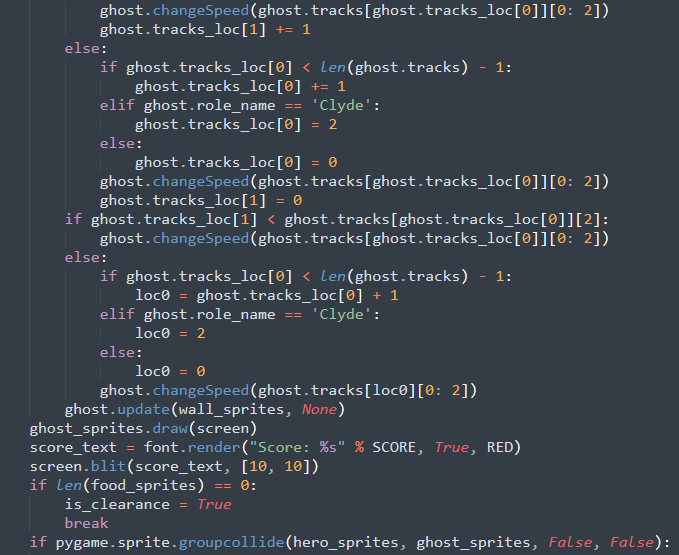 ghost.changeSpeed(ghost.tracks[ghost.tracks_loc[0]][0: 2])
ghost.tracks_loc[1] += 1
else:
if ghost.tracks_loc[0] < len(ghost.tracks) - 1:
ghost.tracks_loc[0] += 1
elif ghost.role_name == 'Clyde':
ghost.tracks_loc[0] = 2
else:
ghost.tracks_loc[0] = 0
ghost.changeSpeed(ghost.tracks[ghost.tracks_loc[0]][0: 2])
ghost.tracks_loc[1] = 0
if ghost.tracks_loc[1] < ghost.tracks[ghost.tracks_loc[0]][2]:
ghost.changeSpeed(ghost.tracks[ghost.tracks_loc[0]][0: 2])
else:
if ghost.tracks_loc[0] < len(ghost.tracks) - 1:
loc0 = ghost.tracks_loc[0] + 1
elif ghost.role_name == 'Clyde':
loc0 = 2
else:
loc0 = 0
ghost.changeSpeed(ghost.tracks[loc0][0: 2])
ghost.update(wall_sprites, None)
ghost_sprites.draw(screen)
score_text = font.render("Score: %s" % SCORE, True, RED)
screen.blit(score_text, [10, 10])
if len(food_sprites) == 0:
is_clearance = True
break
if pygame.sprite.groupcollide(hero_sprites, ghost_sprites, False, False):